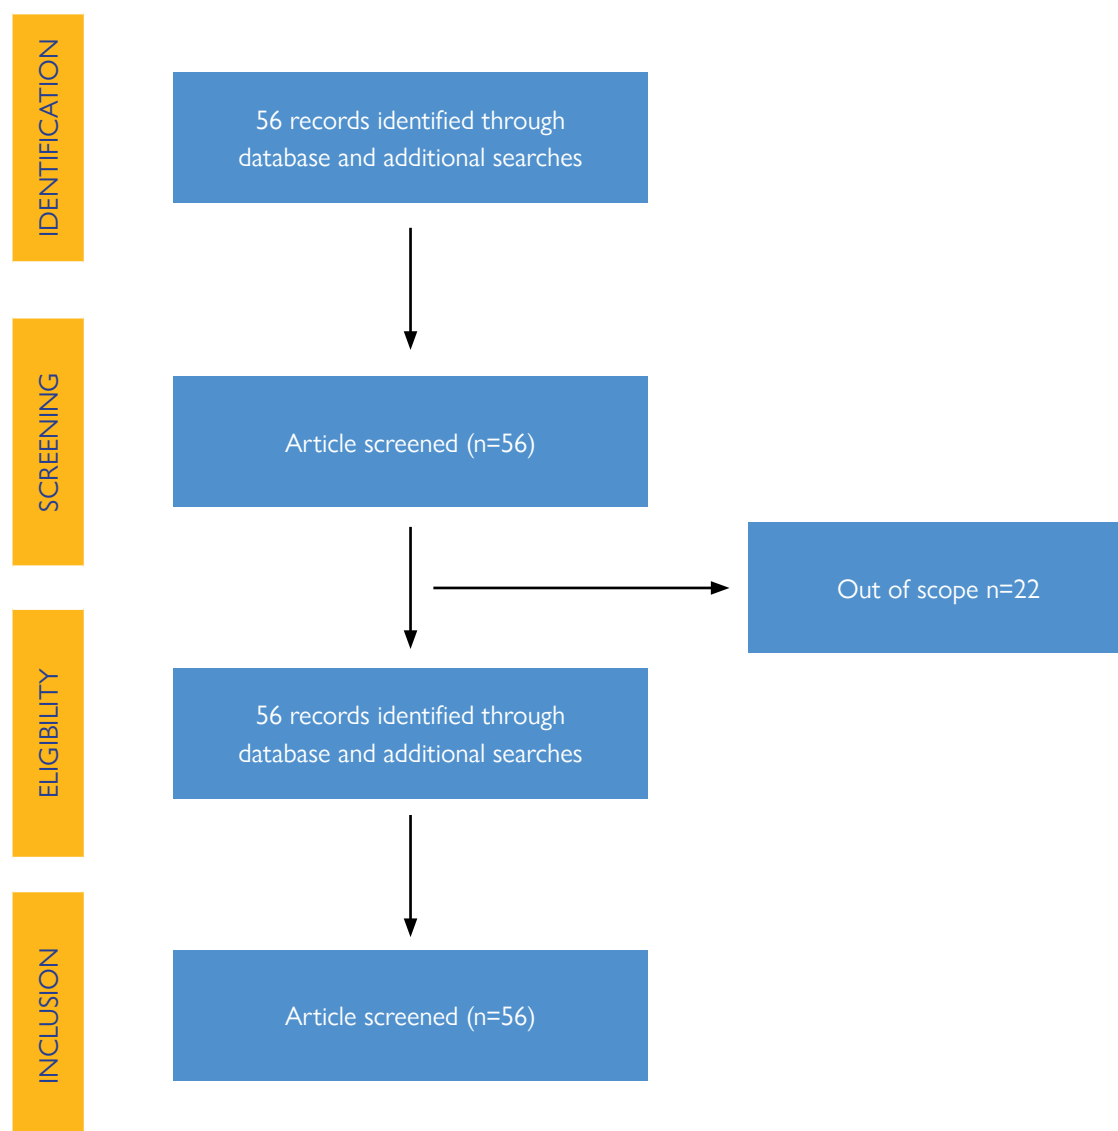 IDENTIFICATION
56 records identified through
database and additional searches
SCREENING
Article screened (n=56)
Out of scope n=22
ELIGIBILITY
56 records identified through
database and additional searches
INCLUSION
Article screened (n=56)